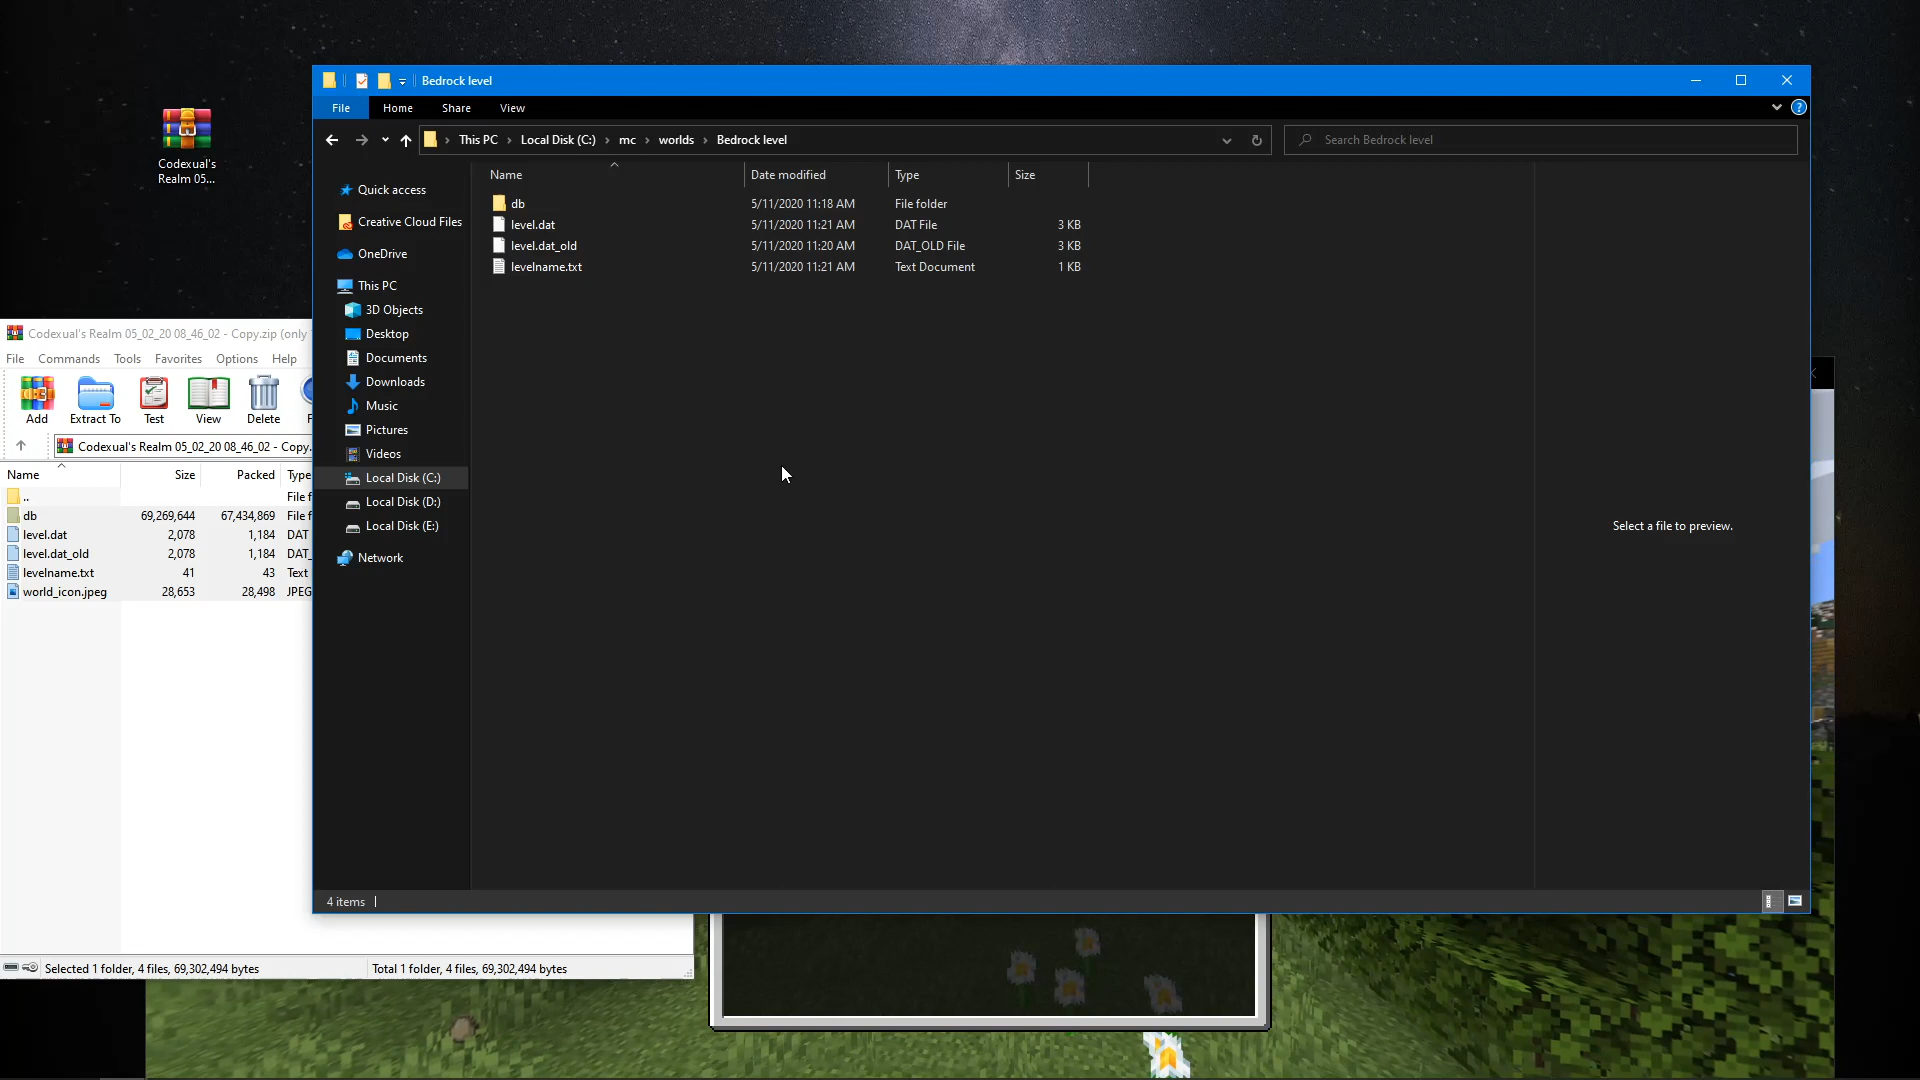 Codexual's
Realm 05...
Bedrock level
File Home Share View
This PC Local Disk (C:) mc worlds Bedrock level
Search Bedrock level
Name Date modified Type Size
db 5/11/2020 11:18 AM File folder
level.dat 5/11/2020 11:21 AM DAT File 3 KB
level.dat_old 5/11/2020 11:20 AM DAT_OLD File 3 KB
levelname.txt 5/11/2020 11:21 AM Text Document 1 KB
Quick access
Creative Cloud Files
OneDrive
This PC
3D Objects
Desktop
Documents
Downloads
Music
Pictures
Videos
Local Disk (C:)
Local Disk (D:)
Local Disk (E:)
Network
Select a file to preview.
4 items
Codexual's Realm 05_02_20 08_46_02 - Copy.zip (only
File Commands Tools Favorites Options Help
Add Extract To Test View Delete
Codexual's Realm 05_02_20 08_46_02 - Copy.
Name Size Packed Type
.. File f
db 69,269,644 67,434,869 File f
level.dat 2,078 1,184 DAT
level.dat_old 2,078 1,184 DAT_
levelname.txt 41 43 Text
world_icon.jpeg 28,653 28,498 JPEG
Selected 1 folder, 4 files, 69,302,494 bytes
Total 1 folder, 4 files, 69,302,494 bytes